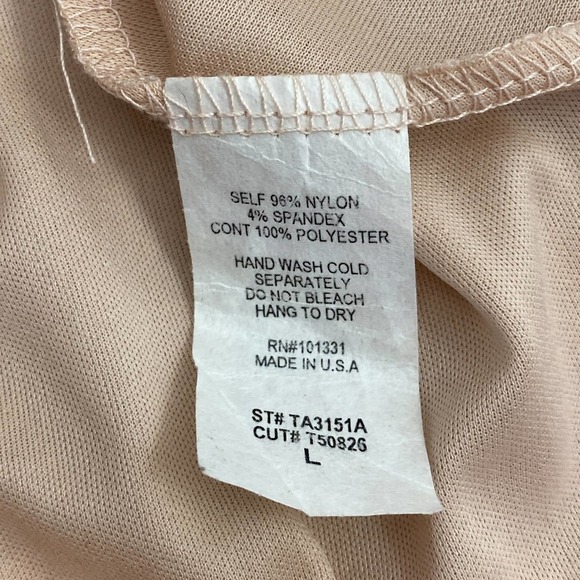 SELF 96% NYLON
4% SPANDEX
CONT 100% POLYESTER
HAND WASH COLD
SEPARATELY
DO NOT BLEACH
HANG TO DRY
RN#101331
MADE IN U.S.A
ST# TA3151A
CUT# T50826
L